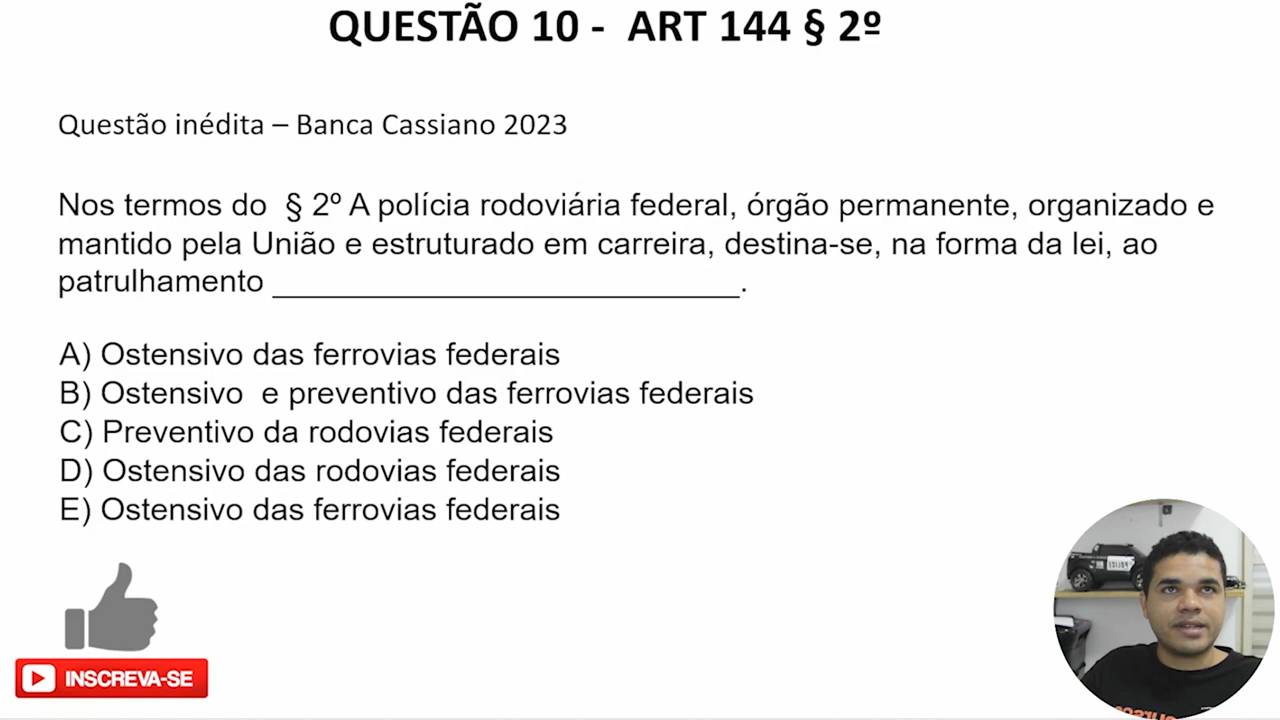 QUESTÃO 10 - ART 144 § 2º
Questão inédita – Banca Cassiano 2023
Nos termos do § 2º A polícia rodoviária federal, órgão permanente, organizado e
mantido pela União e estruturado em carreira, destina-se, na forma da lei, ao
patrulhamento ___________________________.
A) Ostensivo das ferrovias federais
B) Ostensivo e preventivo das ferrovias federais
C) Preventivo da rodovias federais
D) Ostensivo das rodovias federais
E) Ostensivo das ferrovias federais
INSCREVA-SE